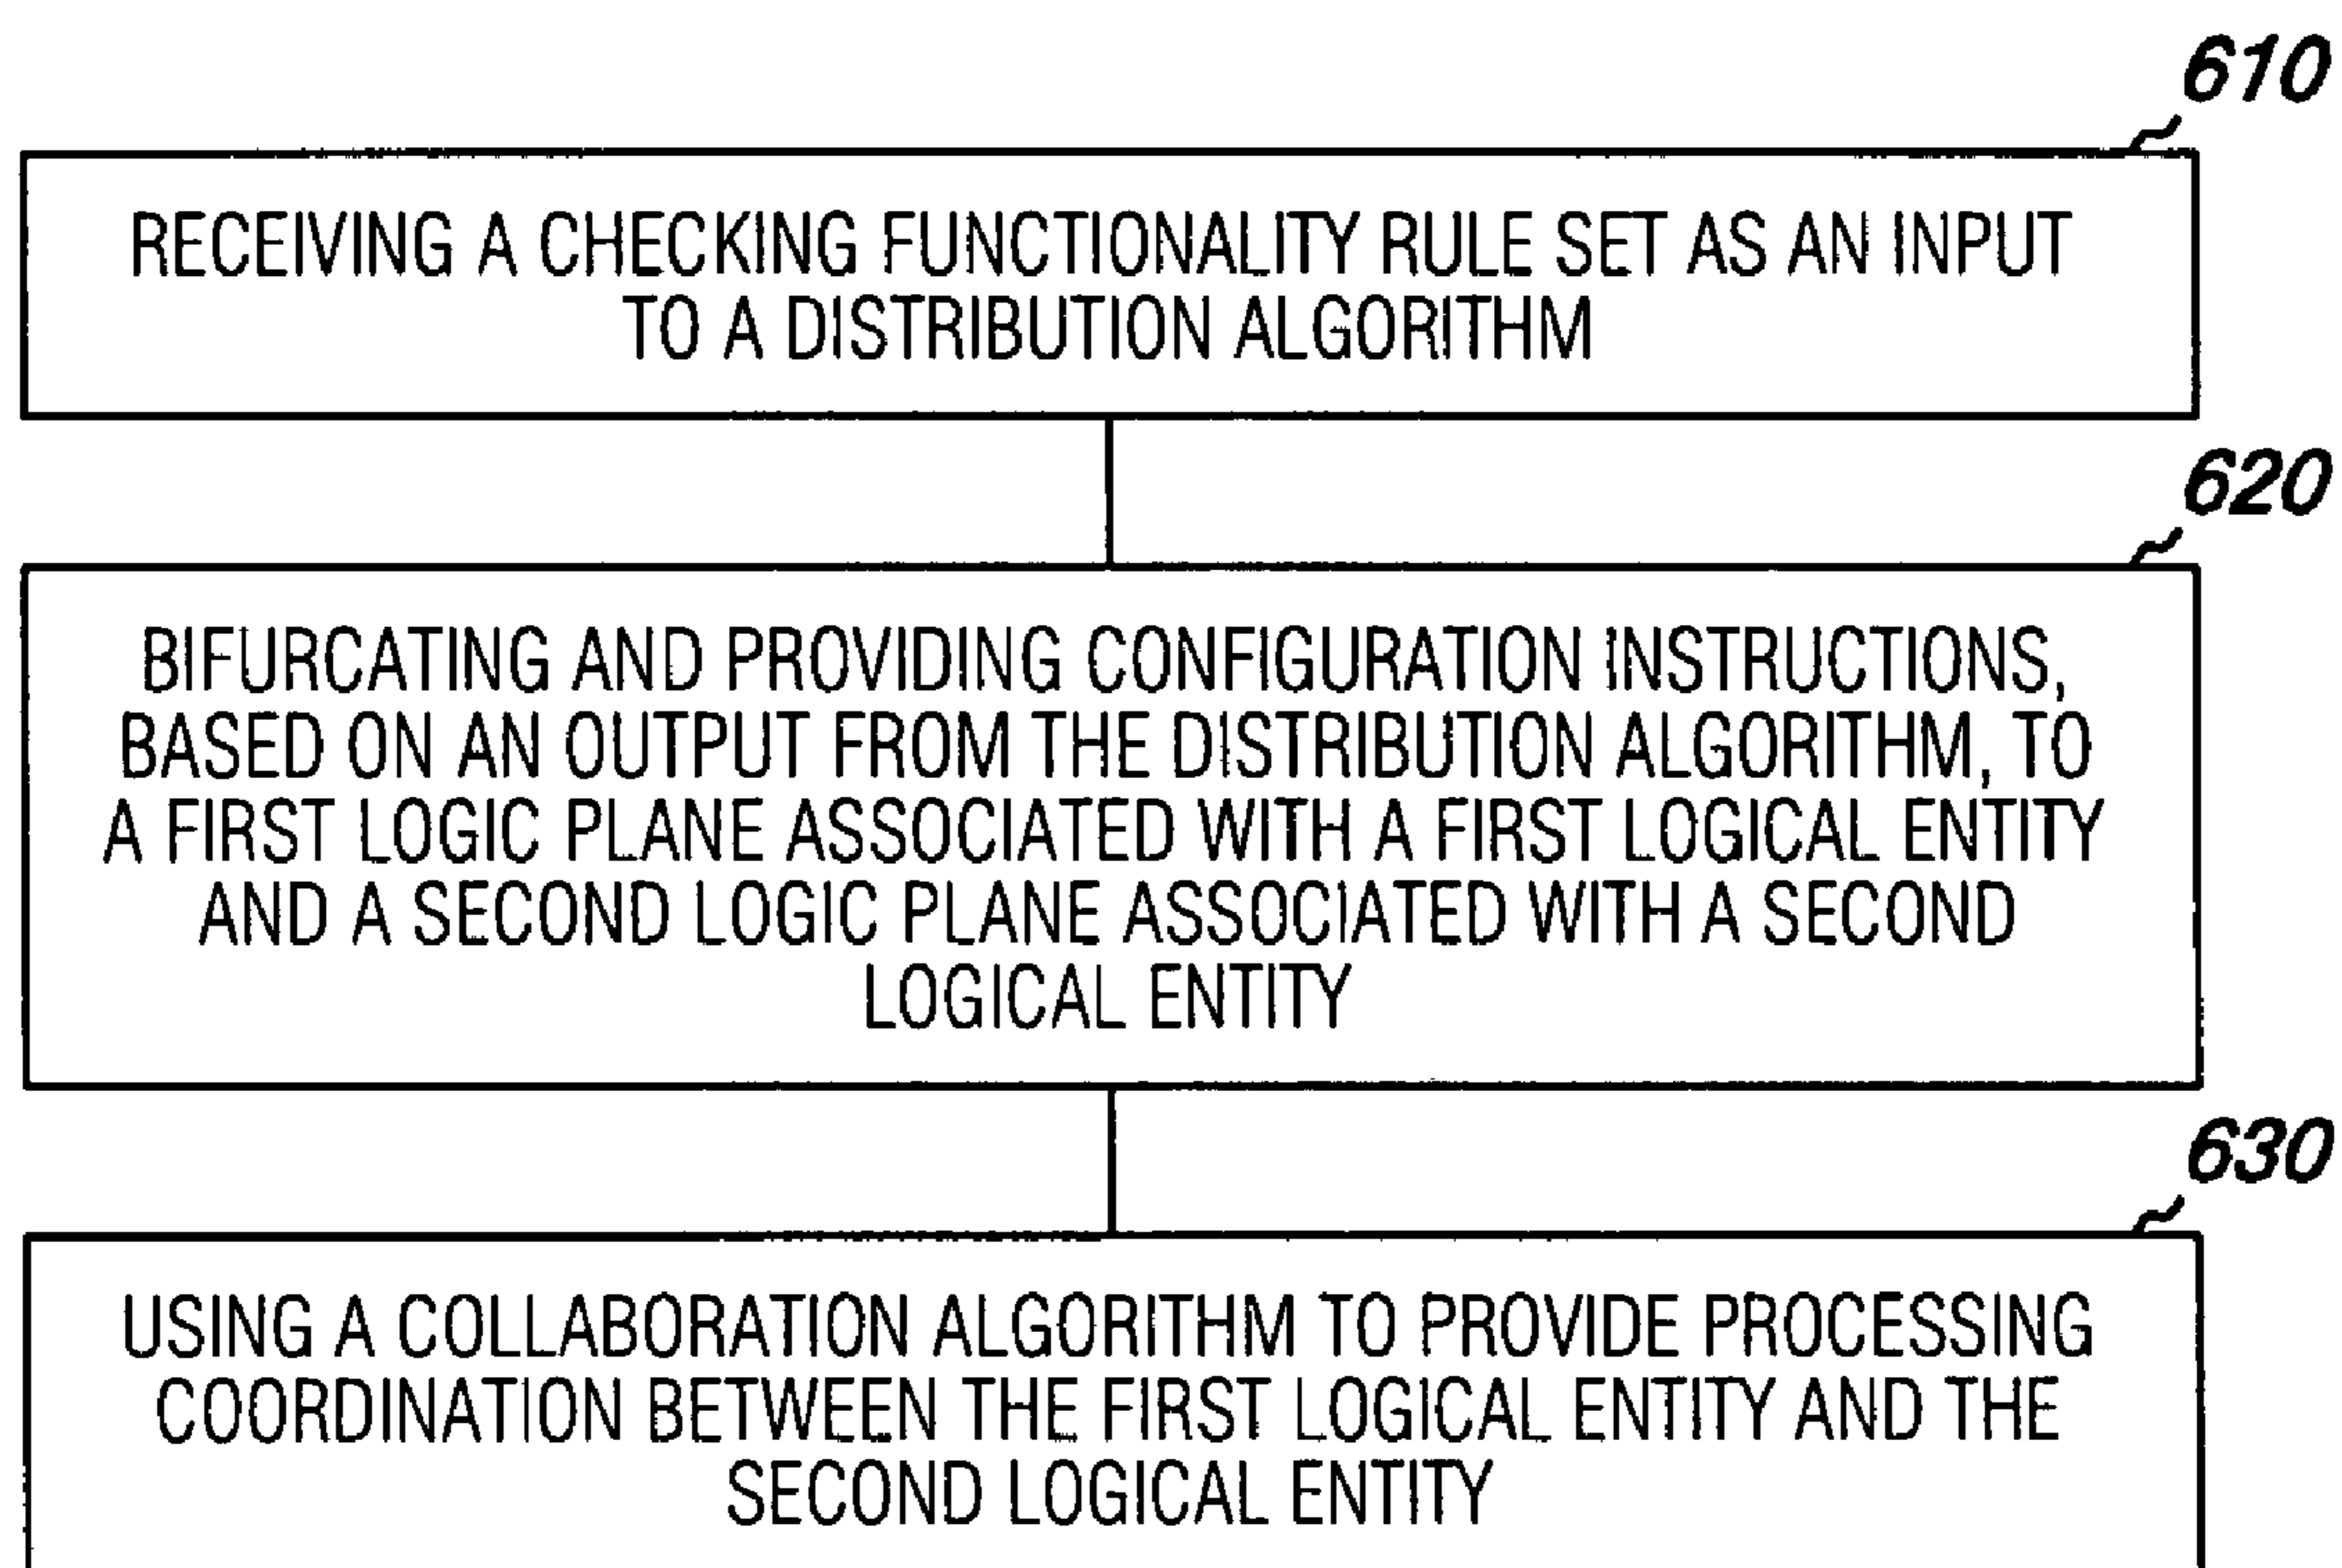 610
RECEIVING A CHECKING FUNCTIONALITY RULE SET AS AN INPUT
TO A DISTRIBUTION ALGORITHM
620
BIFURCATING AND PROVIDING CONFIGURATION INSTRUCTIONS,
BASED ON AN OUTPUT FROM THE DISTRIBUTION ALGORITHM, TO
A FIRST LOGIC PLANE ASSOCIATED WITH A FIRST LOGICAL ENTITY
AND A SECOND LOGIC PLANE ASSOCIATED WITH A SECOND
LOGICAL ENTITY
630
USING A COLLABORATION ALGORITHM TO PROVIDE PROCESSING
COORDINATION BETWEEN THE FIRST LOGICAL ENTITY AND THE
SECOND LOGICAL ENTITY